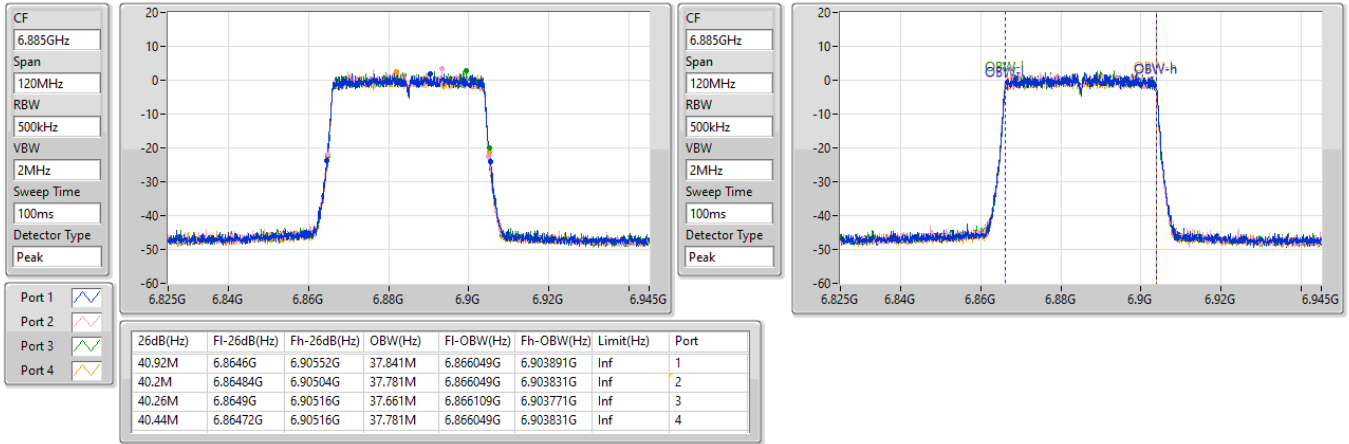 CF
6.885GHz
Span
120MHz
RBW
500kHz
VBW
2MHz
Sweep Time
100ms
Detector Type
Peak
Port 1
Port 2
Port 3
Port 4
20
10
0
-10
-20
-30
-40
-50
-60
6.825G 6.84G 6.86G 6.88G 6.9G 6.92G 6.945G
CF
6.885GHz
Span
120MHz
RBW
500kHz
VBW
2MHz
Sweep Time
100ms
Detector Type
Peak
20
10
0
-10
-20
-30
-40
-50
-60
OBW-l
OBW-h
6.825G 6.84G 6.86G 6.88G 6.9G 6.92G 6.945G
26dB(Hz) Fl-26dB(Hz) Fh-26dB(Hz) OBW(Hz) Fl-OBW(Hz) Fh-OBW(Hz) Limit(Hz) Port
40.92M 6.8646G 6.90552G 37.841M 6.866049G 6.903891G Inf 1
40.2M 6.86484G 6.90504G 37.781M 6.866049G 6.903831G Inf 2
40.26M 6.8649G 6.90516G 37.661M 6.866109G 6.903771G Inf 3
40.44M 6.86472G 6.90516G 37.781M 6.866049G 6.903831G Inf 4